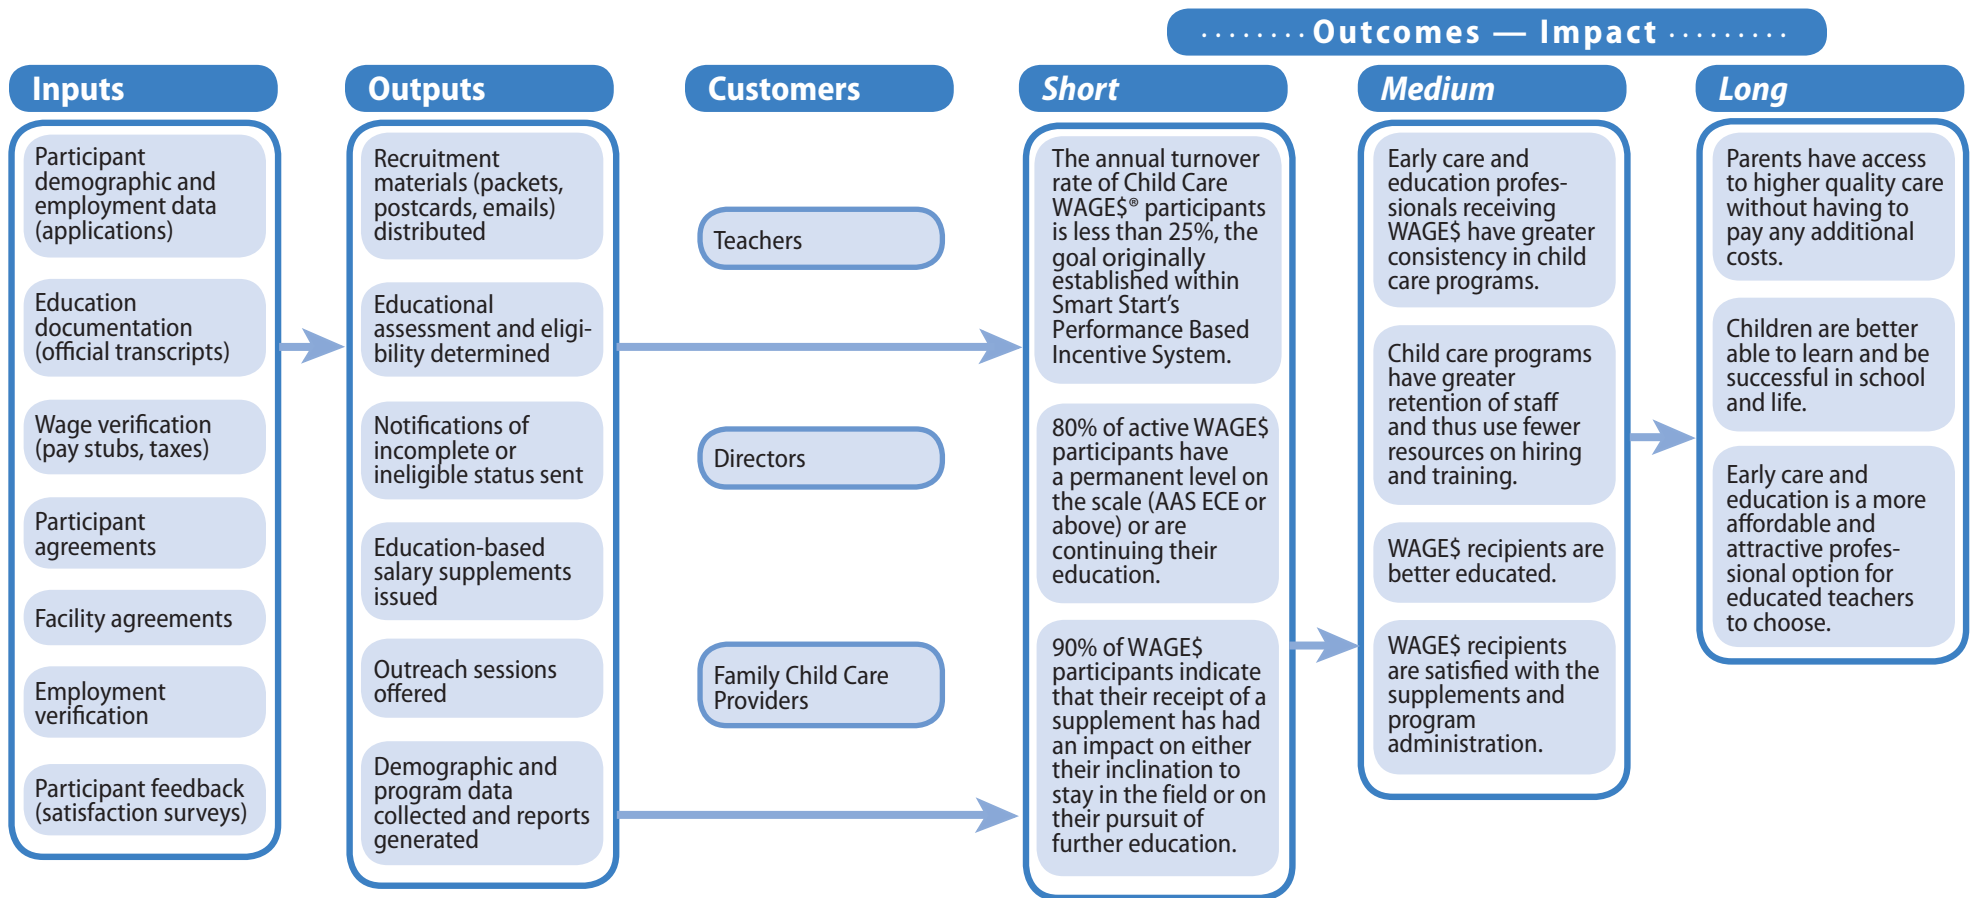 Outcomes — Impact
Inputs
Participant
demographic and
employment data
(applications)
Education
documentation
(official transcripts)
Wage verification
(pay stubs, taxes)
Participant
agreements
Facility agreements
Employment
verification
Participant feedback
(satisfaction surveys)
Outputs
Recruitment
materials (packets,
postcards, emails)
distributed
Educational
assessment and eligi-
bility determined
Notifications of
incomplete or
ineligible status sent
Education-based
salary supplements
issued
Outreach sessions
offered
Demographic and
program data
collected and reports
generated
Customers
Teachers
Directors
Family Child Care
Providers
Short
The annual turnover
rate of Child Care
WAGE$® participants
is less than 25%, the
goal originally
established within
Smart Start’s
Performance Based
Incentive System.
80% of active WAGE$
participants have
a permanent level on
the scale (AAS ECE or
above) or are
continuing their
education.
90% of WAGE$
participants indicate
that their receipt of a
supplement has had
an impact on either
their inclination to
stay in the field or on
their pursuit of
further education.
Medium
Early care and
education profes-
sionals receiving
WAGE$ have greater
consistency in child
care programs.
Child care programs
have greater
retention of staff
and thus use fewer
resources on hiring
and training.
WAGE$ recipients are
better educated.
WAGE$ recipients
are satisfied with the
supplements and
program
administration.
Long
Parents have access
to higher quality care
without having to
pay any additional
costs.
Children are better
able to learn and be
successful in school
and life.
Early care and
education is a more
affordable and
attractive profes-
sional option for
educated teachers
to choose.